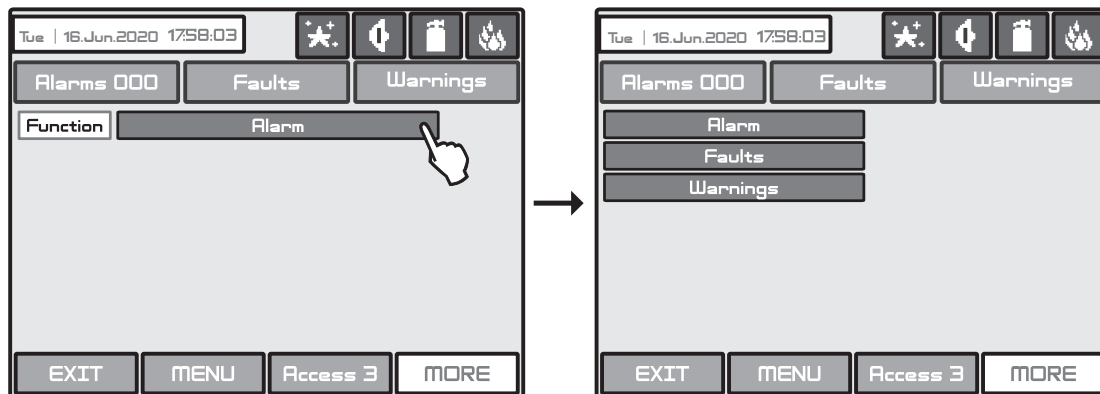 Tue | 16.Jun.2020 17:58:03
Alarms 000 Faults Warnings
Function Alarm
EXIT MENU Access 3 MORE
Tue | 16.Jun.2020 17:58:03
Alarms 000 Faults Warnings
Alarm
Faults
Warnings
EXIT MENU Access 3 MORE